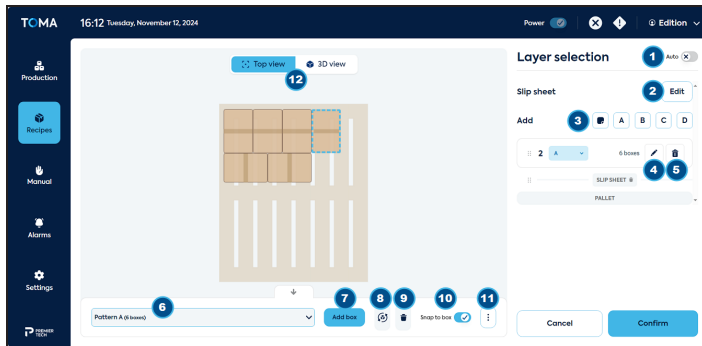 TOMA
16:12 Tuesday, November 12, 2024
Power
Edition
Production
Recipes
Manual
Alarms
Settings
PREMIER
TECH
Top view
3D view
12
Layer selection
1
Auto
Slip sheet
2
Edit
Add
3
A
B
C
D
2
A
6 boxes
4
5
SLIP SHEET
PALLET
6
7
8
9
10
11
Pattern A (6 boxes)
Add box
Snap to box
Cancel
Confirm